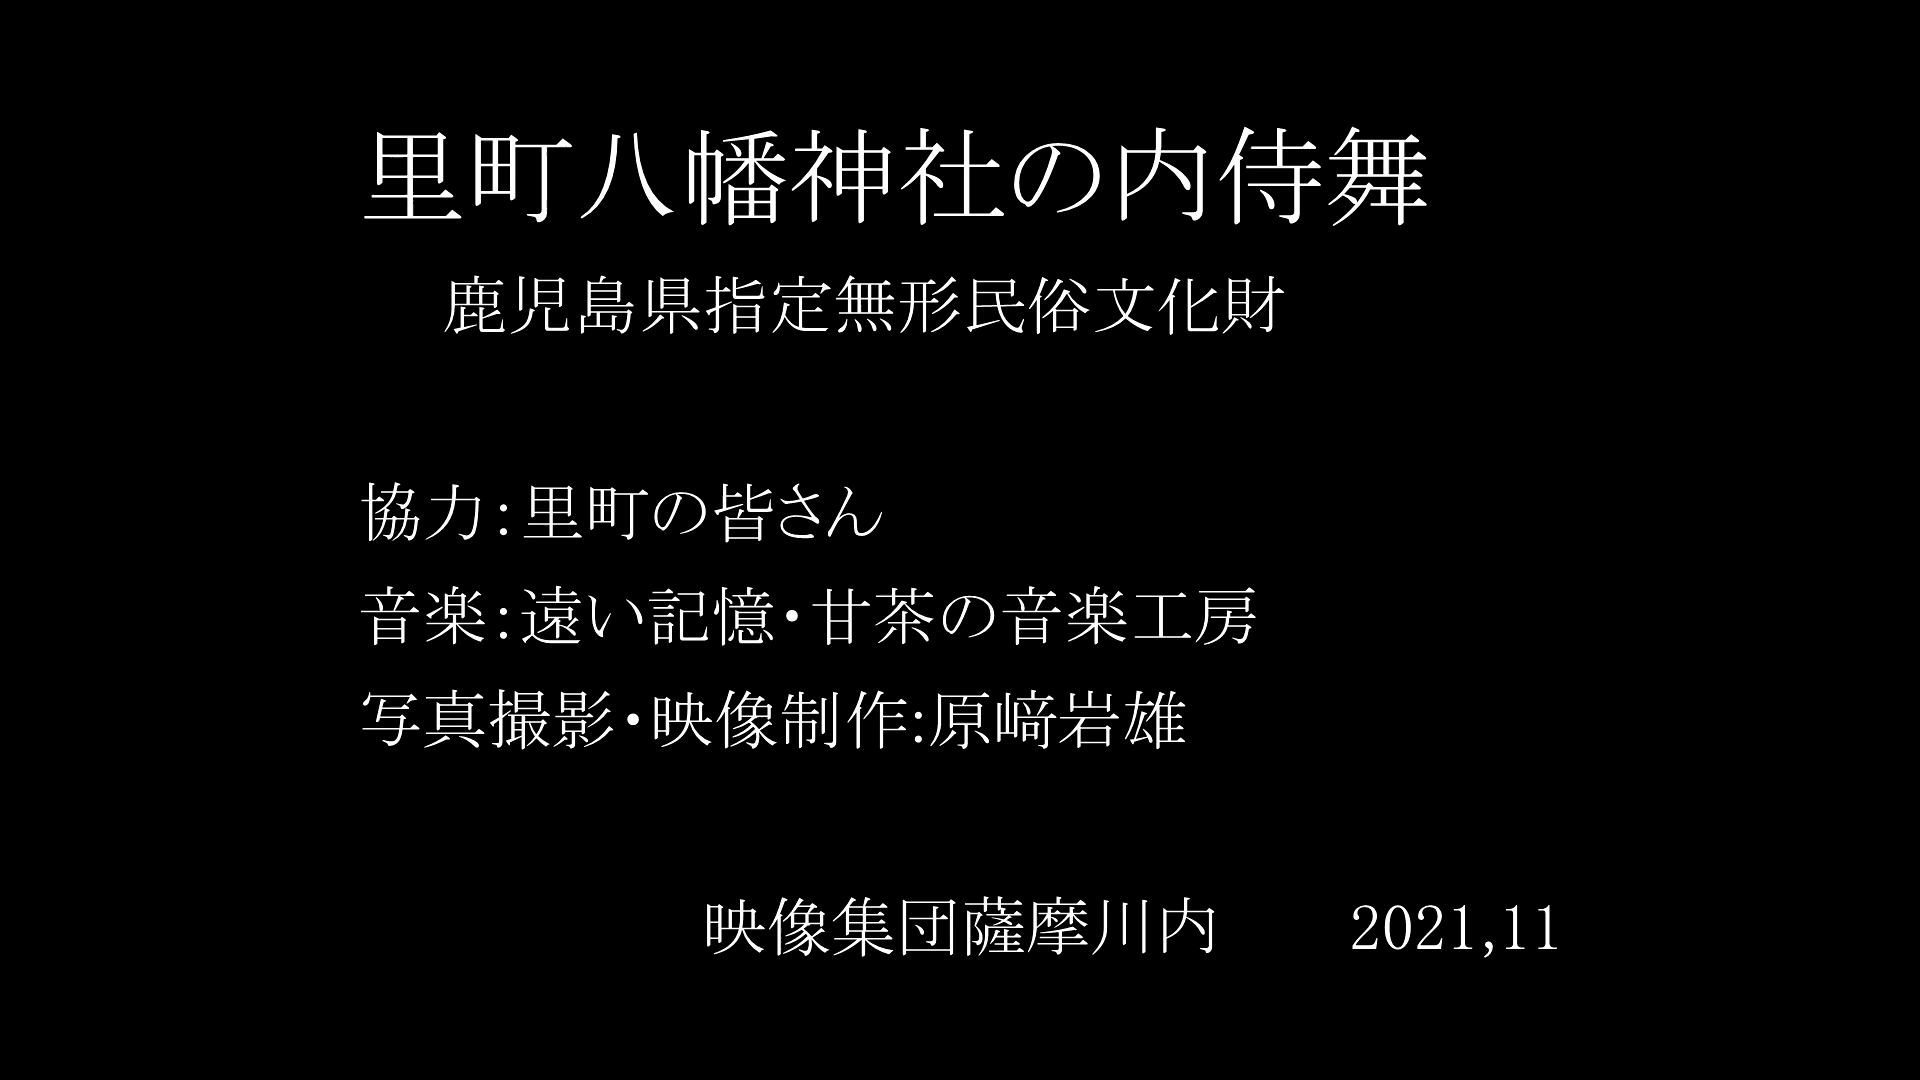 里町八幡神社の内侍舞
鹿児島県指定無形民俗文化財
協力：里町の皆さん
音楽：遠い記憶・甘茶の音楽工房
写真撮影・映像制作:原﨑岩雄
映像集団薩摩川内　　2021,11